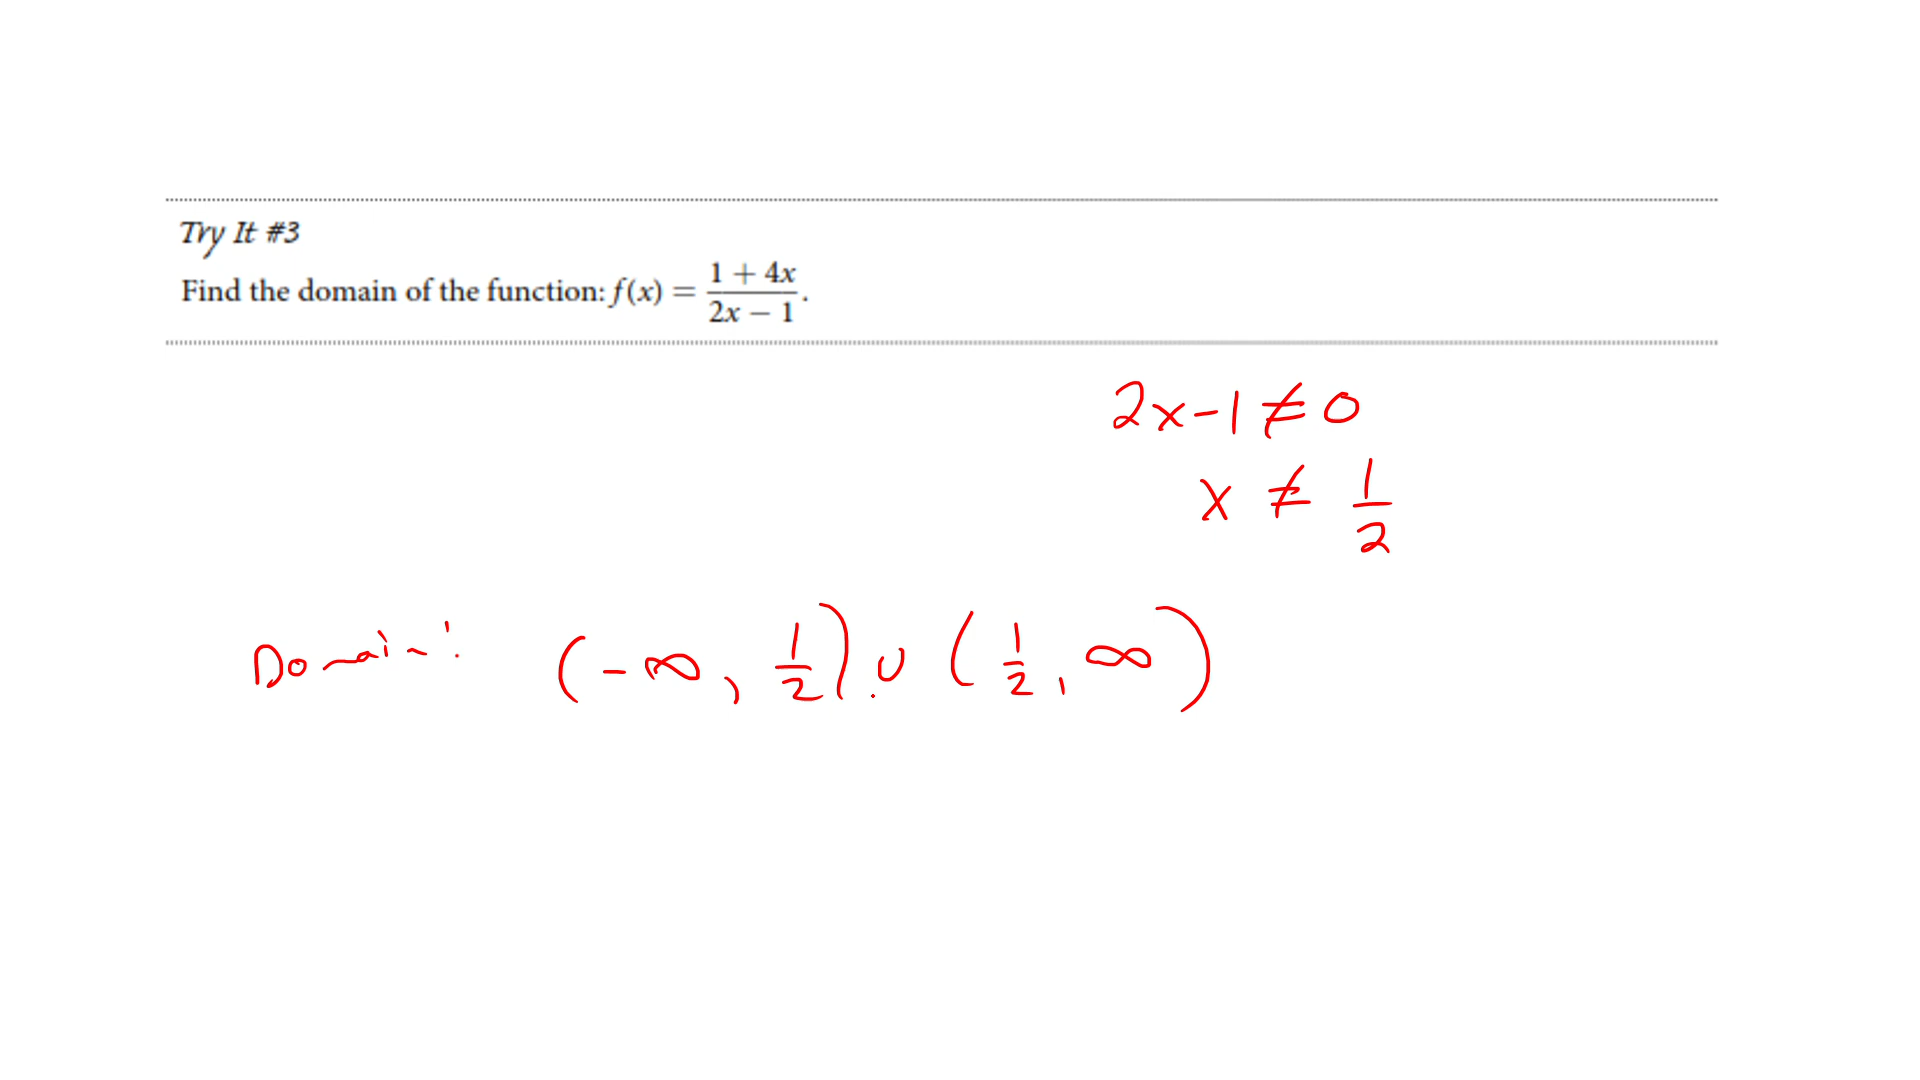 Try It #3
Find the domain of the function: f(x) = (1 + 4x)/(2x − 1).
2x-1≠0
x ≠ 1/2
Domain: (-∞, 1/2) ∪ (1/2, ∞)